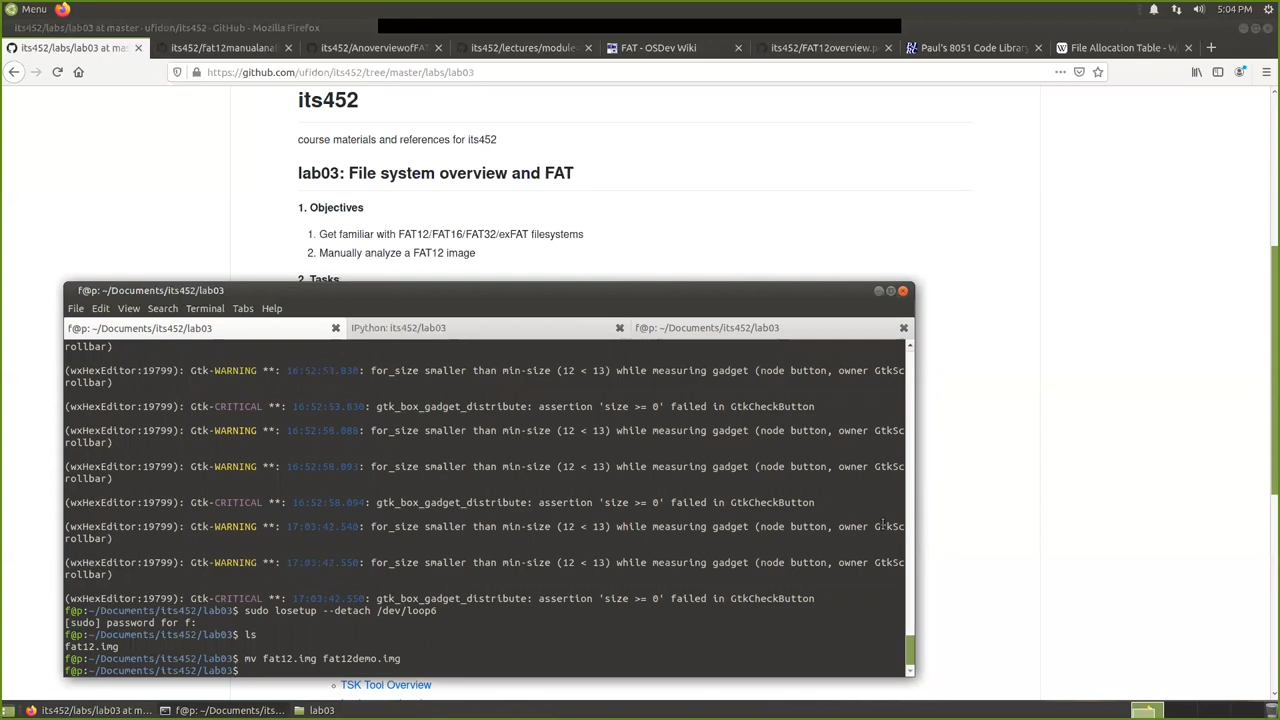 Menu
5:04 PM
its452/labs/lab03 at master · ufidon/its452 · GitHub - Mozilla Firefox
its452/labs/lab03 at mas
its452/fat12manualanal
its452/AnoverviewofFAT
its452/lectures/module
FAT - OSDev Wiki
its452/FAT12overview.p
Paul's 8051 Code Library
File Allocation Table - W
https://github.com/ufidon/its452/tree/master/labs/lab03
its452
course materials and references for its452
lab03: File system overview and FAT
1. Objectives
1. Get familiar with FAT12/FAT16/FAT32/exFAT filesystems
2. Manually analyze a FAT12 image
2. Tasks
f@p: ~/Documents/its452/lab03
File Edit View Search Terminal Tabs Help
f@p: ~/Documents/its452/lab03
IPython: its452/lab03
f@p: ~/Documents/its452/lab03
rollbar)
(wxHexEditor:19799): Gtk-WARNING **: 16:52:53.830: for_size smaller than min-size (12 < 13) while measuring gadget (node button, owner GtkSc
rollbar)
(wxHexEditor:19799): Gtk-CRITICAL **: 16:52:53.830: gtk_box_gadget_distribute: assertion 'size >= 0' failed in GtkCheckButton
(wxHexEditor:19799): Gtk-WARNING **: 16:52:58.088: for_size smaller than min-size (12 < 13) while measuring gadget (node button, owner GtkSc
rollbar)
(wxHexEditor:19799): Gtk-WARNING **: 16:52:58.093: for_size smaller than min-size (12 < 13) while measuring gadget (node button, owner GtkSc
rollbar)
(wxHexEditor:19799): Gtk-CRITICAL **: 16:52:58.094: gtk_box_gadget_distribute: assertion 'size >= 0' failed in GtkCheckButton
(wxHexEditor:19799): Gtk-WARNING **: 17:03:42.540: for_size smaller than min-size (12 < 13) while measuring gadget (node button, owner GtkSc
rollbar)
(wxHexEditor:19799): Gtk-WARNING **: 17:03:42.550: for_size smaller than min-size (12 < 13) while measuring gadget (node button, owner GtkSc
rollbar)
(wxHexEditor:19799): Gtk-CRITICAL **: 17:03:42.550: gtk_box_gadget_distribute: assertion 'size >= 0' failed in GtkCheckButton
f@p:~/Documents/its452/lab03$ sudo losetup --detach /dev/loop6
[sudo] password for f:
f@p:~/Documents/its452/lab03$ ls
fat12.img
f@p:~/Documents/its452/lab03$ mv fat12.img fat12demo.img
f@p:~/Documents/its452/lab03$
TSK Tool Overview
its452/labs/lab03 at m...
f@p: ~/Documents/its...
lab03